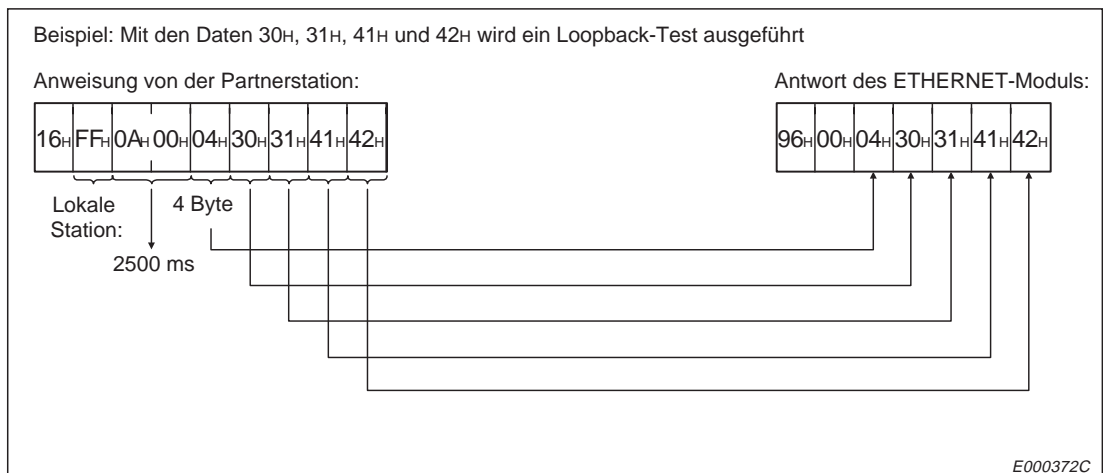 Beispiel: Mit den Daten 30H, 31H, 41H und 42H wird ein Loopback-Test ausgeführt
Anweisung von der Partnerstation:
Antwort des ETHERNET-Moduls:
16H FFH 0AH 00H 04H 30H 31H 41H 42H
96H 00H 04H 30H 31H 41H 42H
Lokale
Station:
4 Byte
2500 ms
E000372C